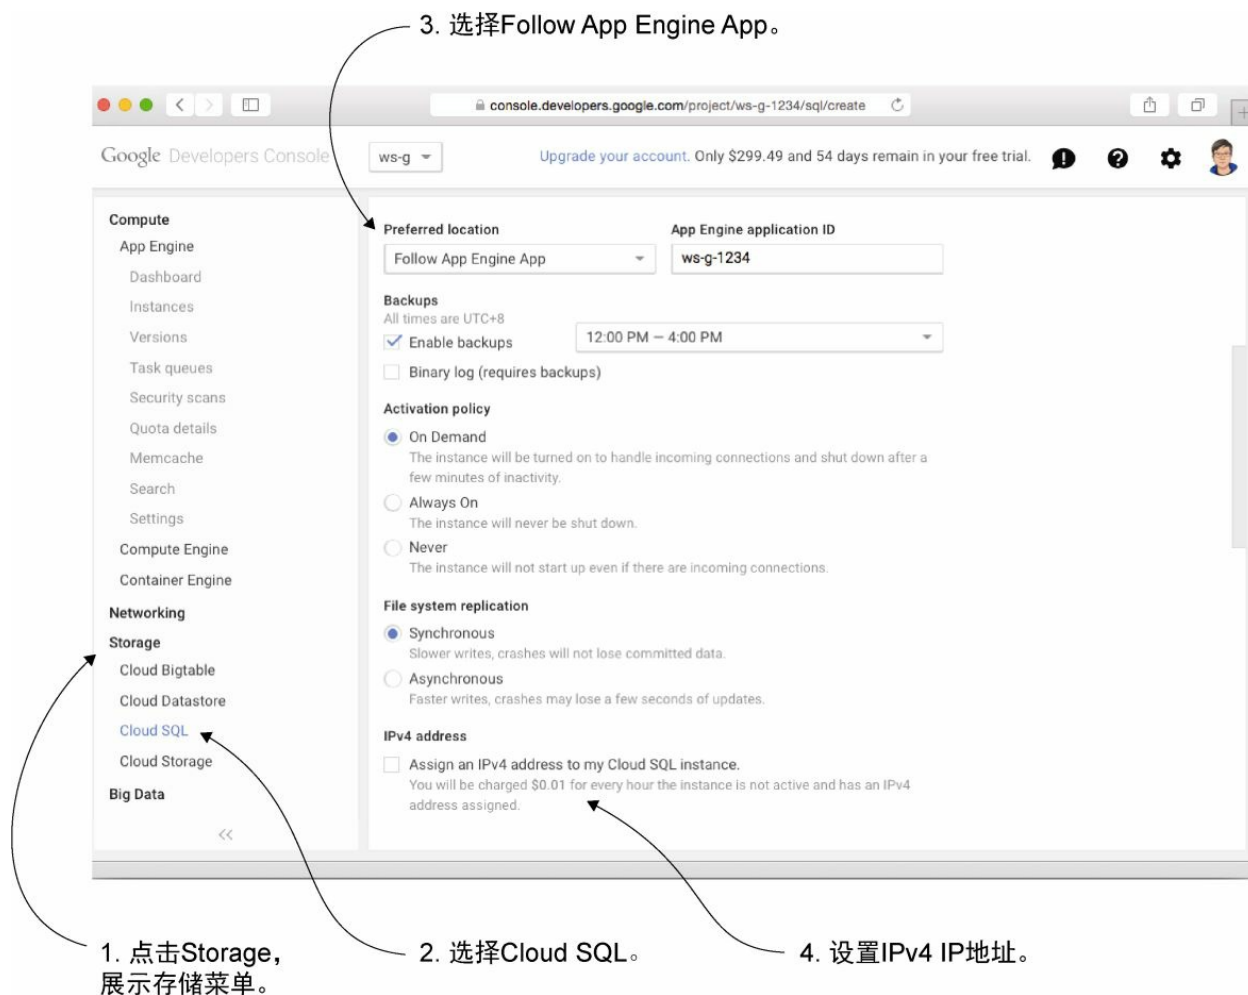 3. 选择Follow App Engine App。
console.developers.google.com/project/ws-g-1234/sql/create
Google Developers Console
ws-g
Upgrade your account. Only $299.49 and 54 days remain in your free trial.
Compute
App Engine
Dashboard
Instances
Versions
Task queues
Security scans
Quota details
Memcache
Search
Settings
Compute Engine
Container Engine
Networking
Storage
Cloud Bigtable
Cloud Datastore
Cloud SQL
Cloud Storage
Big Data
Preferred location
Follow App Engine App
App Engine application ID
ws-g-1234
Backups
All times are UTC+8
Enable backups
12:00 PM — 4:00 PM
Binary log (requires backups)
Activation policy
On Demand
The instance will be turned on to handle incoming connections and shut down after a
few minutes of inactivity.
Always On
The instance will never be shut down.
Never
The instance will not start up even if there are incoming connections.
File system replication
Synchronous
Slower writes, crashes will not lose committed data.
Asynchronous
Faster writes, crashes may lose a few seconds of updates.
IPv4 address
Assign an IPv4 address to my Cloud SQL instance.
You will be charged $0.01 for every hour the instance is not active and has an IPv4
address assigned.
1. 点击Storage，
展示存储菜单。
2. 选择Cloud SQL。
4. 设置IPv4 IP地址。